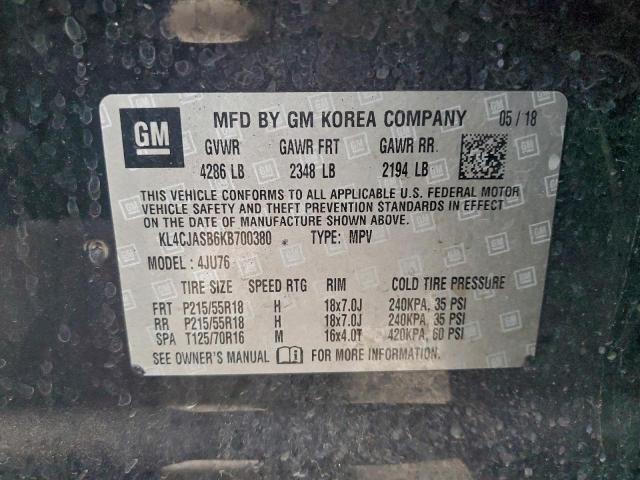 GM MFD BY GM KOREA COMPANY 05/18
GVWR GAWR FRT GAWR RR
4286 LB 2348 LB 2194 LB
THIS VEHICLE CONFORMS TO ALL APPLICABLE U.S. FEDERAL MOTOR
VEHICLE SAFETY AND THEFT PREVENTION STANDARDS IN EFFECT
ON THE DATE OF MANUFACTURE SHOWN ABOVE.
KL4CJASB6KB700380 TYPE: MPV
MODEL : 4JU76
TIRE SIZE SPEED RTG RIM COLD TIRE PRESSURE
FRT P215/55R18 H 18x7.0J 240KPA, 35 PSI
RR P215/55R18 H 18x7.0J 240KPA, 35 PSI
SPA T125/70R16 M 16x4.0T 420KPA, 60 PSI
SEE OWNER'S MANUAL FOR MORE INFORMATION.